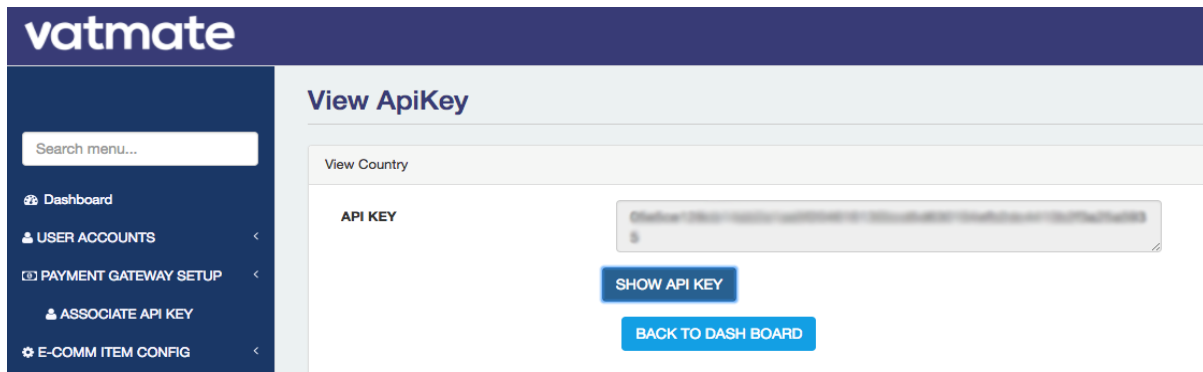 vatmate
View ApiKey
Search menu...
View Country
Dashboard
API KEY
USER ACCOUNTS
PAYMENT GATEWAY SETUP
SHOW API KEY
ASSOCIATE API KEY
BACK TO DASH BOARD
E-COMM ITEM CONFIG